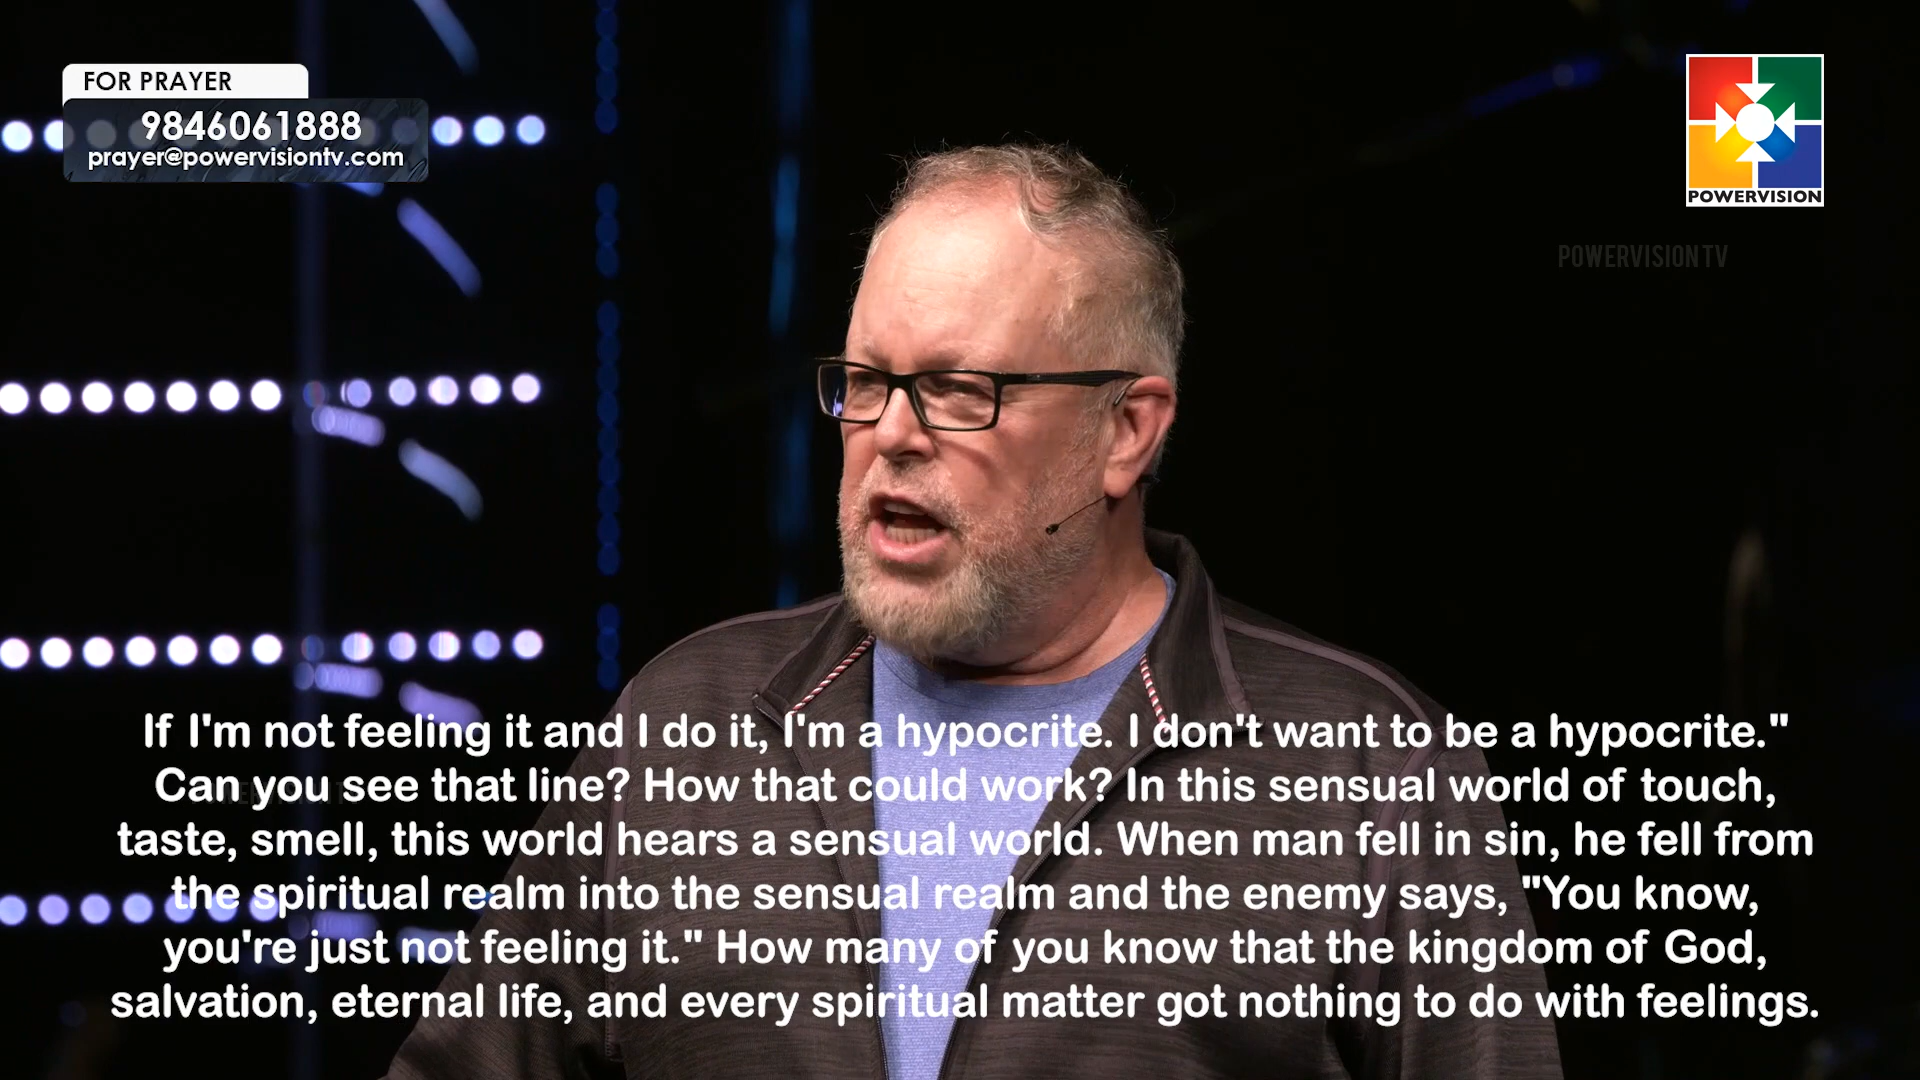 FOR PRAYER
9846061888
prayer@powervisiontv.com
POWERVISION
POWERVISION TV
If I'm not feeling it and I do it, I'm a hypocrite. I don't want to be a hypocrite."
Can you see that line? How that could work? In this sensual world of touch,
taste, smell, this world hears a sensual world. When man fell in sin, he fell from
the spiritual realm into the sensual realm and the enemy says, "You know,
you're just not feeling it." How many of you know that the kingdom of God,
salvation, eternal life, and every spiritual matter got nothing to do with feelings.